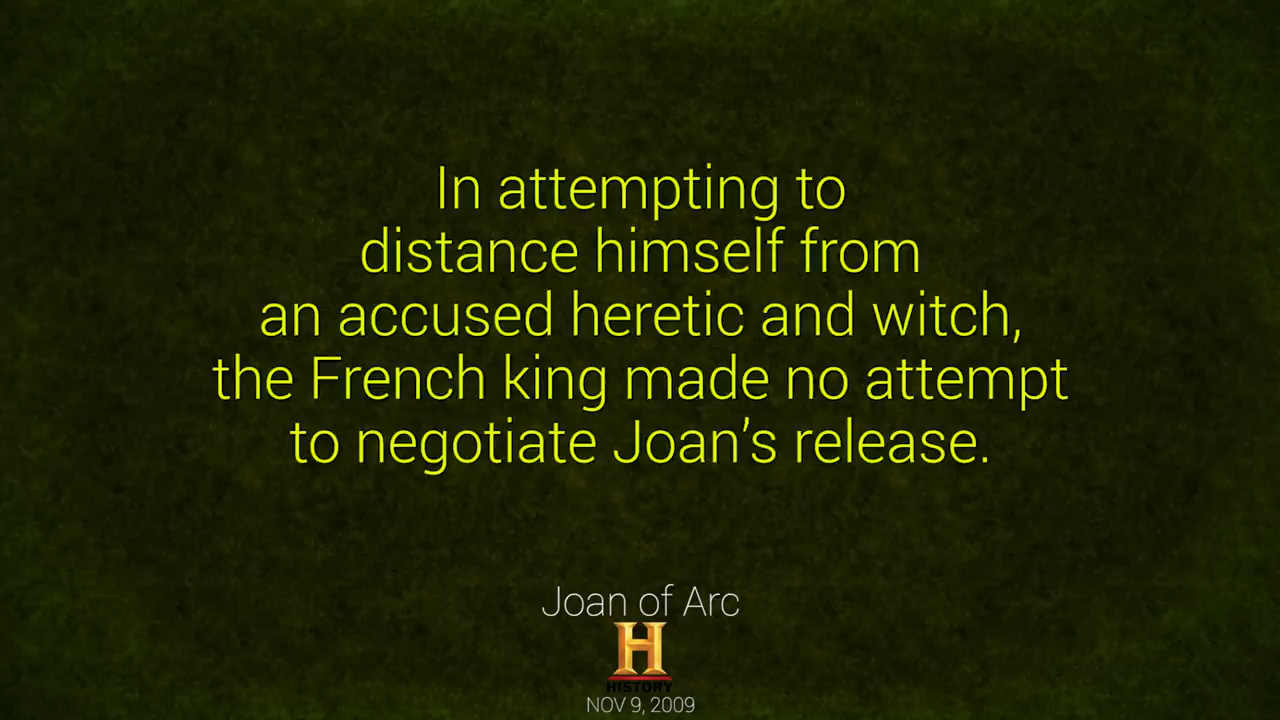 In attempting to
distance himself from
an accused heretic and witch,
the French king made no attempt
to negotiate Joan’s release.
Joan of Arc
H
HISTORY
NOV 9, 2009